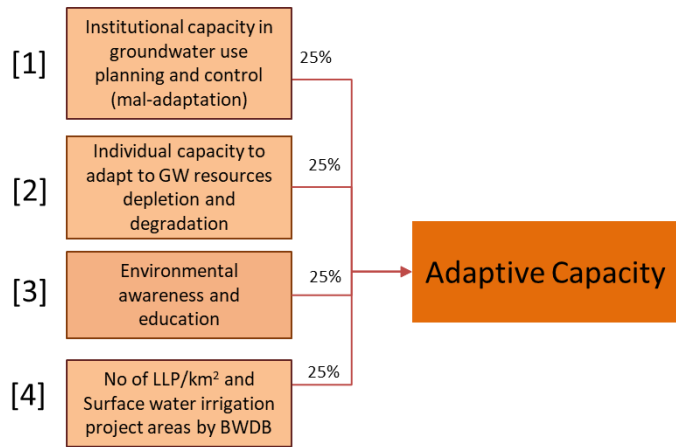 [1]
Institutional capacity in
groundwater use
planning and control
(mal-adaptation)
25%
[2]
Individual capacity to
adapt to GW resources
depletion and
degradation
25%
[3]
Environmental
awareness and
education
25%
[4]
No of LLP/km² and
Surface water irrigation
project areas by BWDB
25%
Adaptive Capacity